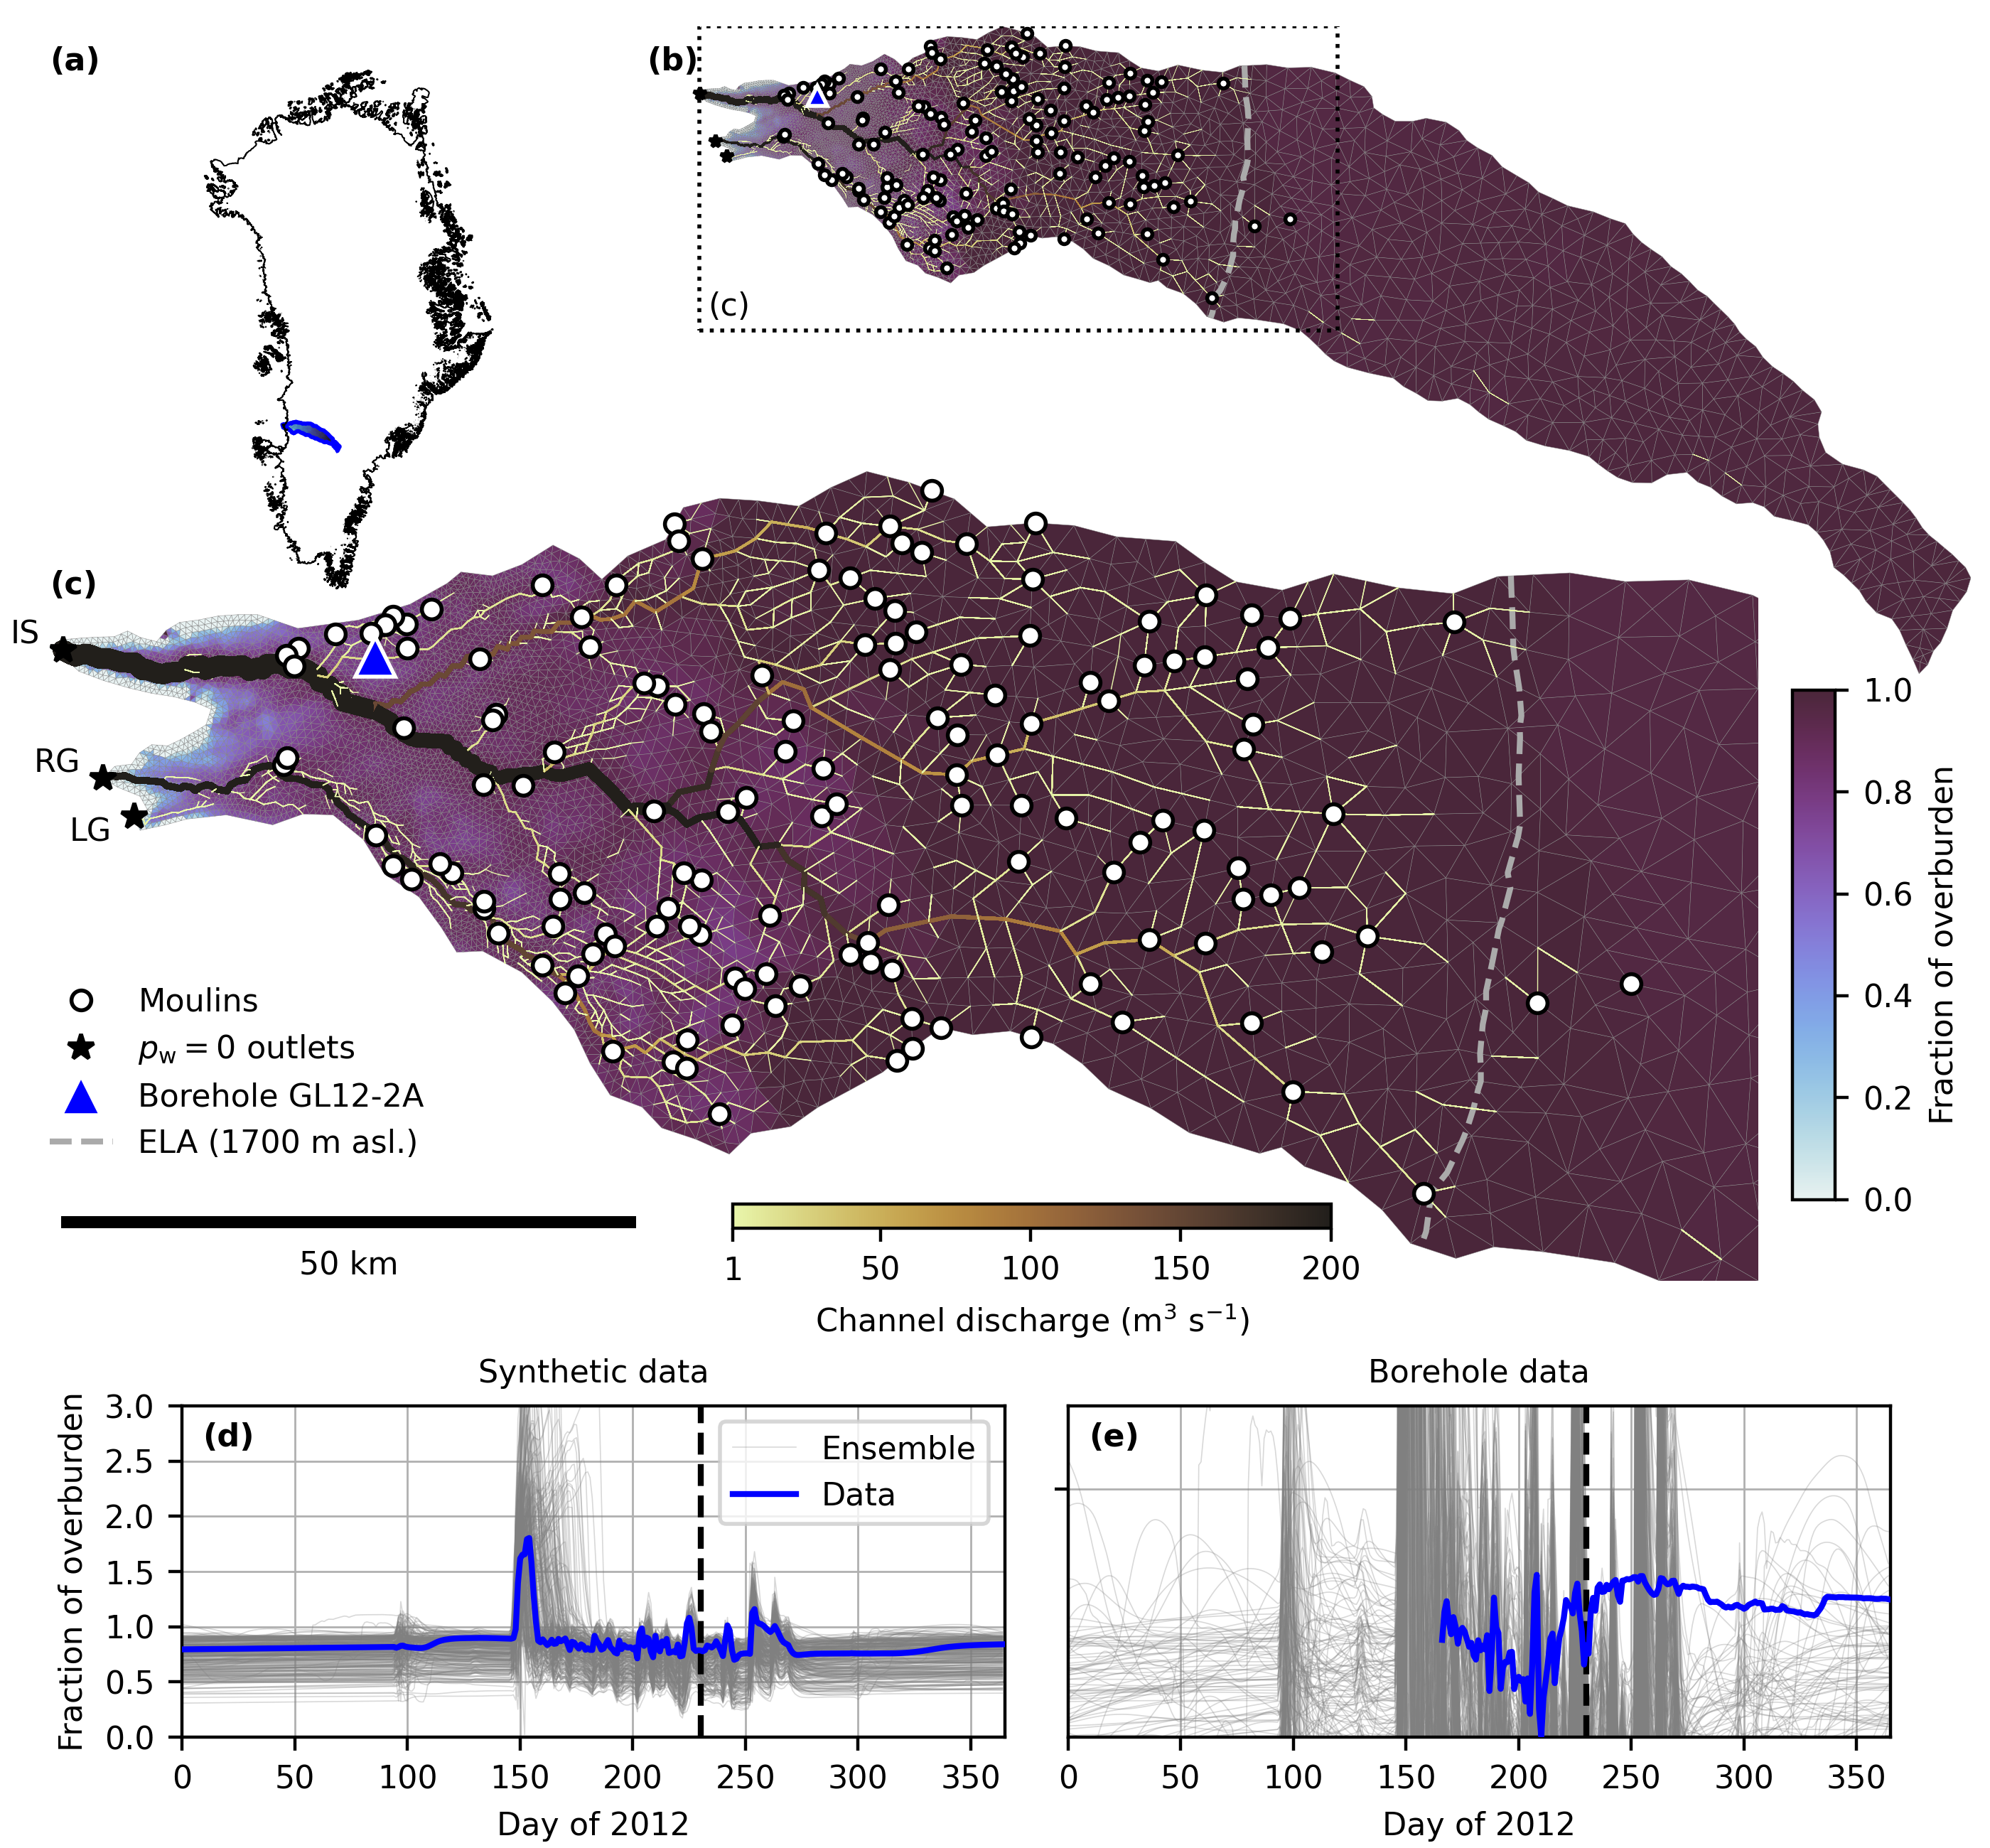 (a)
(b)
(c)
(c)
IS
RG
LG
Moulins
p_w = 0 outlets
Borehole GL12-2A
ELA (1700 m asl.)
50 km
1 50 100 150 200
Channel discharge (m³ s⁻¹)
1.0
0.8
0.6
0.4
0.2
0.0
Fraction of overburden
Synthetic data
(d)
Ensemble
Data
3.0
2.5
2.0
1.5
1.0
0.5
0.0
Fraction of overburden
0 50 100 150 200 250 300 350
Day of 2012
Borehole data
(e)
0 50 100 150 200 250 300 350
Day of 2012